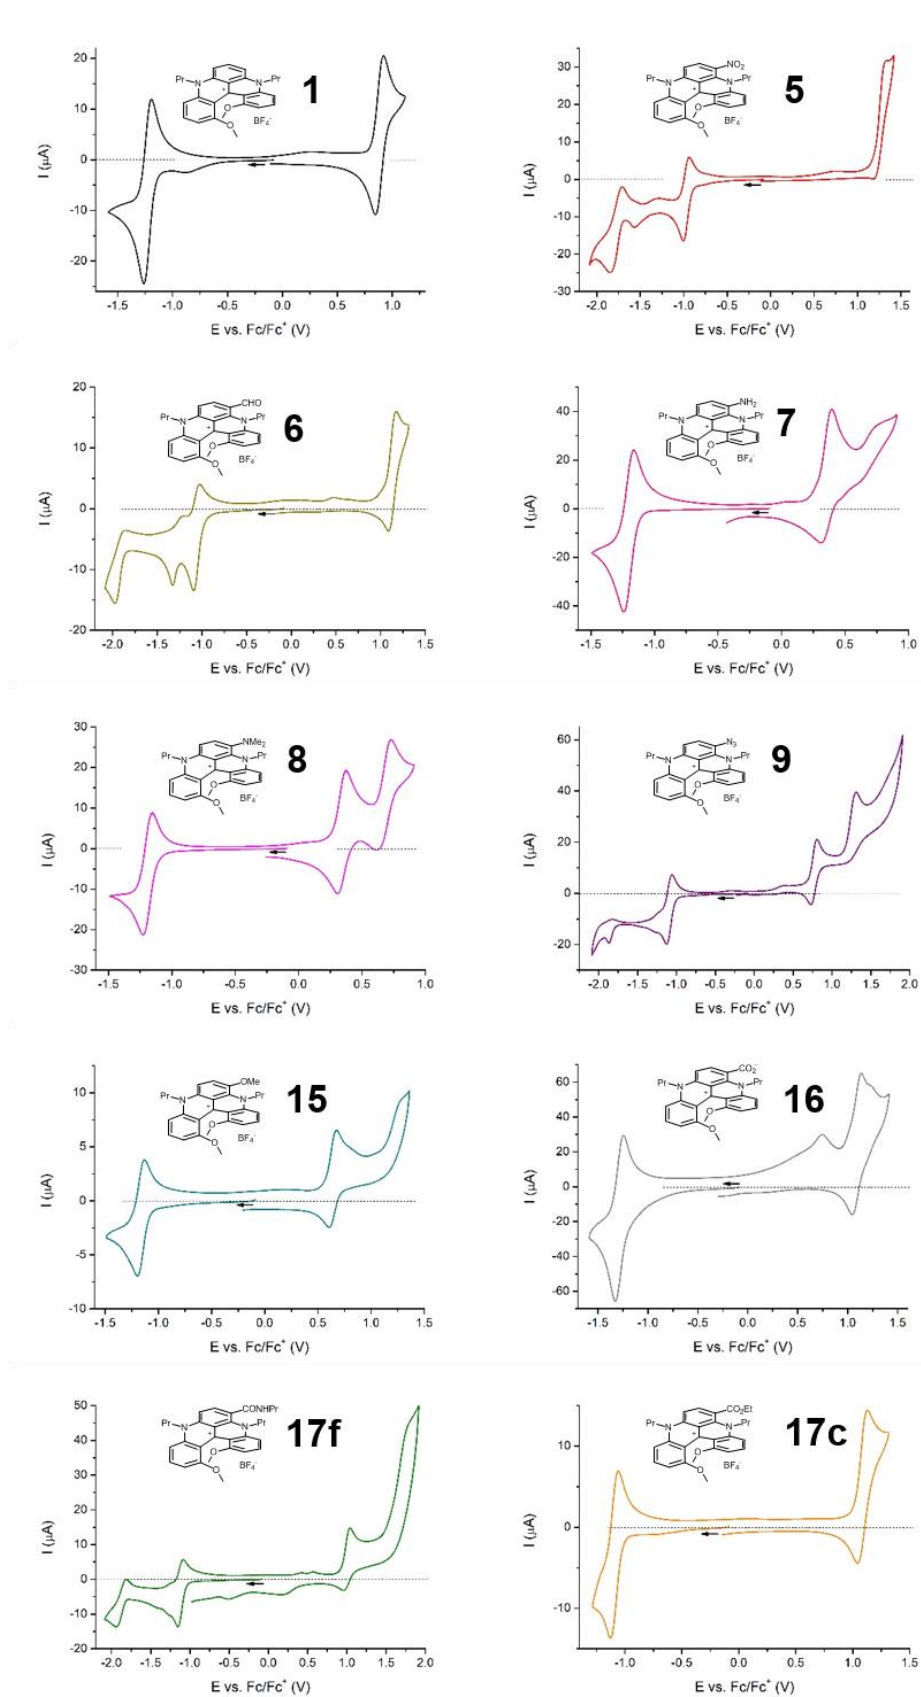 1
Pr
N
N
Pr
+
O
O
BF4-
I (µA)
20
10
0
-10
-20
-1.5 -1.0 -0.5 0.0 0.5 1.0
E vs. Fc/Fc+ (V)
5
NO2
Pr
N
N
Pr
+
O
O
BF4-
I (µA)
30
20
10
0
-10
-20
-30
-2.0 -1.5 -1.0 -0.5 0.0 0.5 1.0 1.5
E vs. Fc/Fc+ (V)
6
CHO
Pr
N
N
Pr
+
O
O
BF4-
I (µA)
20
10
0
-10
-20
-2.0 -1.5 -1.0 -0.5 0.0 0.5 1.0 1.5
E vs. Fc/Fc+ (V)
7
NH2
Pr
N
N
Pr
+
O
O
BF4-
I (µA)
40
20
0
-20
-40
-1.5 -1.0 -0.5 0.0 0.5 1.0
E vs. Fc/Fc+ (V)
8
NMe2
Pr
N
N
Pr
+
O
O
BF4-
I (µA)
30
20
10
0
-10
-20
-30
-1.5 -1.0 -0.5 0.0 0.5 1.0
E vs. Fc/Fc+ (V)
9
N3
Pr
N
N
Pr
+
O
O
BF4-
I (µA)
60
40
20
0
-20
-2.0 -1.5 -1.0 -0.5 0.0 0.5 1.0 1.5 2.0
E vs. Fc/Fc+ (V)
15
OMe
Pr
N
N
Pr
+
O
O
BF4-
I (µA)
10
5
0
-5
-10
-1.5 -1.0 -0.5 0.0 0.5 1.0 1.5
E vs. Fc/Fc+ (V)
16
CO2-
Pr
N
N
Pr
+
O
O
I (µA)
60
40
20
0
-20
-40
-60
-1.5 -1.0 -0.5 0.0 0.5 1.0 1.5
E vs. Fc/Fc+ (V)
17f
CONHPr
Pr
N
N
Pr
+
O
O
BF4-
I (µA)
50
40
30
20
10
0
-10
-20
-2.0 -1.5 -1.0 -0.5 0.0 0.5 1.0 1.5 2.0
E vs. Fc/Fc+ (V)
17c
CO2Et
Pr
N
N
Pr
+
O
O
BF4-
I (µA)
10
0
-10
-1.0 -0.5 0.0 0.5 1.0 1.5
E vs. Fc/Fc+ (V)